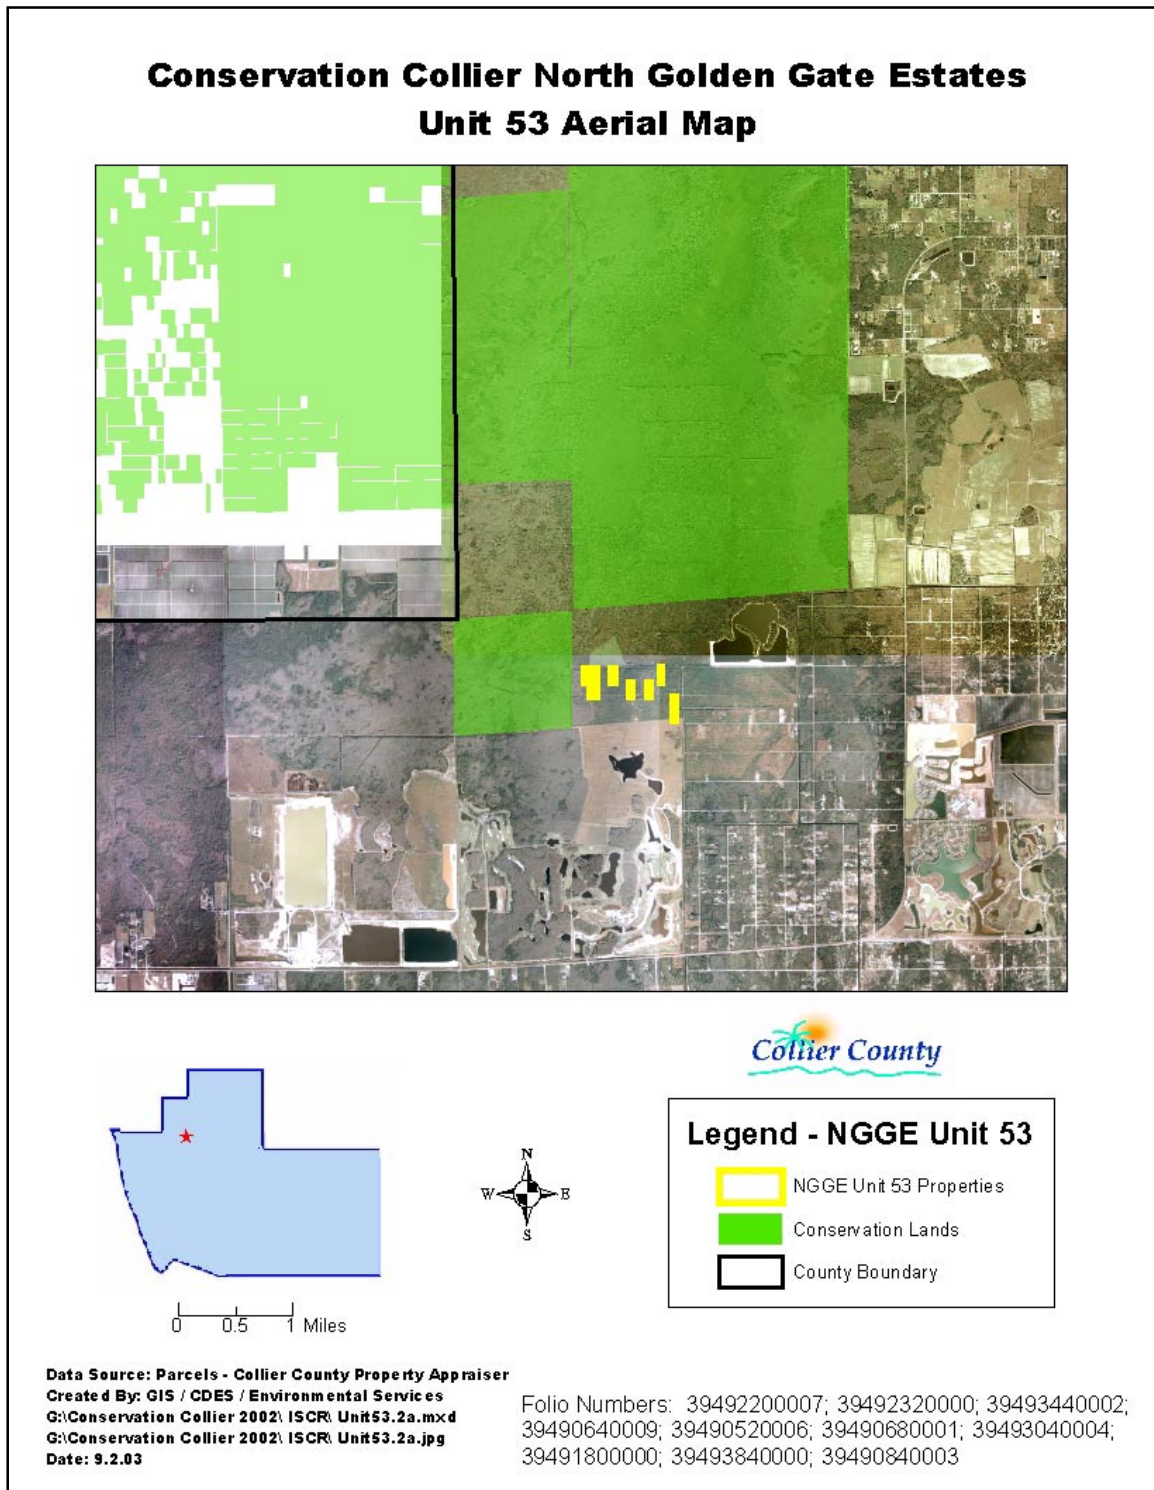 Conservation Collier North Golden Gate Estates
Unit 53 Aerial Map
Collier County
Legend - NGGE Unit 53
NGGE Unit 53 Properties
Conservation Lands
County Boundary
N
W E
S
0 0.5 1 Miles
Data Source: Parcels - Collier County Property Appraiser
Created By: GIS / CDES / Environmental Services
G:\Conservation Collier 2002\ ISCR\ Unit53.2a.mxd
G:\Conservation Collier 2002\ ISCR\ Unit53.2a.jpg
Date: 9.2.03
Folio Numbers: 39492200007; 39492320000; 39493440002;
39490640009; 39490520006; 39490680001; 39493040004;
39491800000; 39493840000; 39490840003